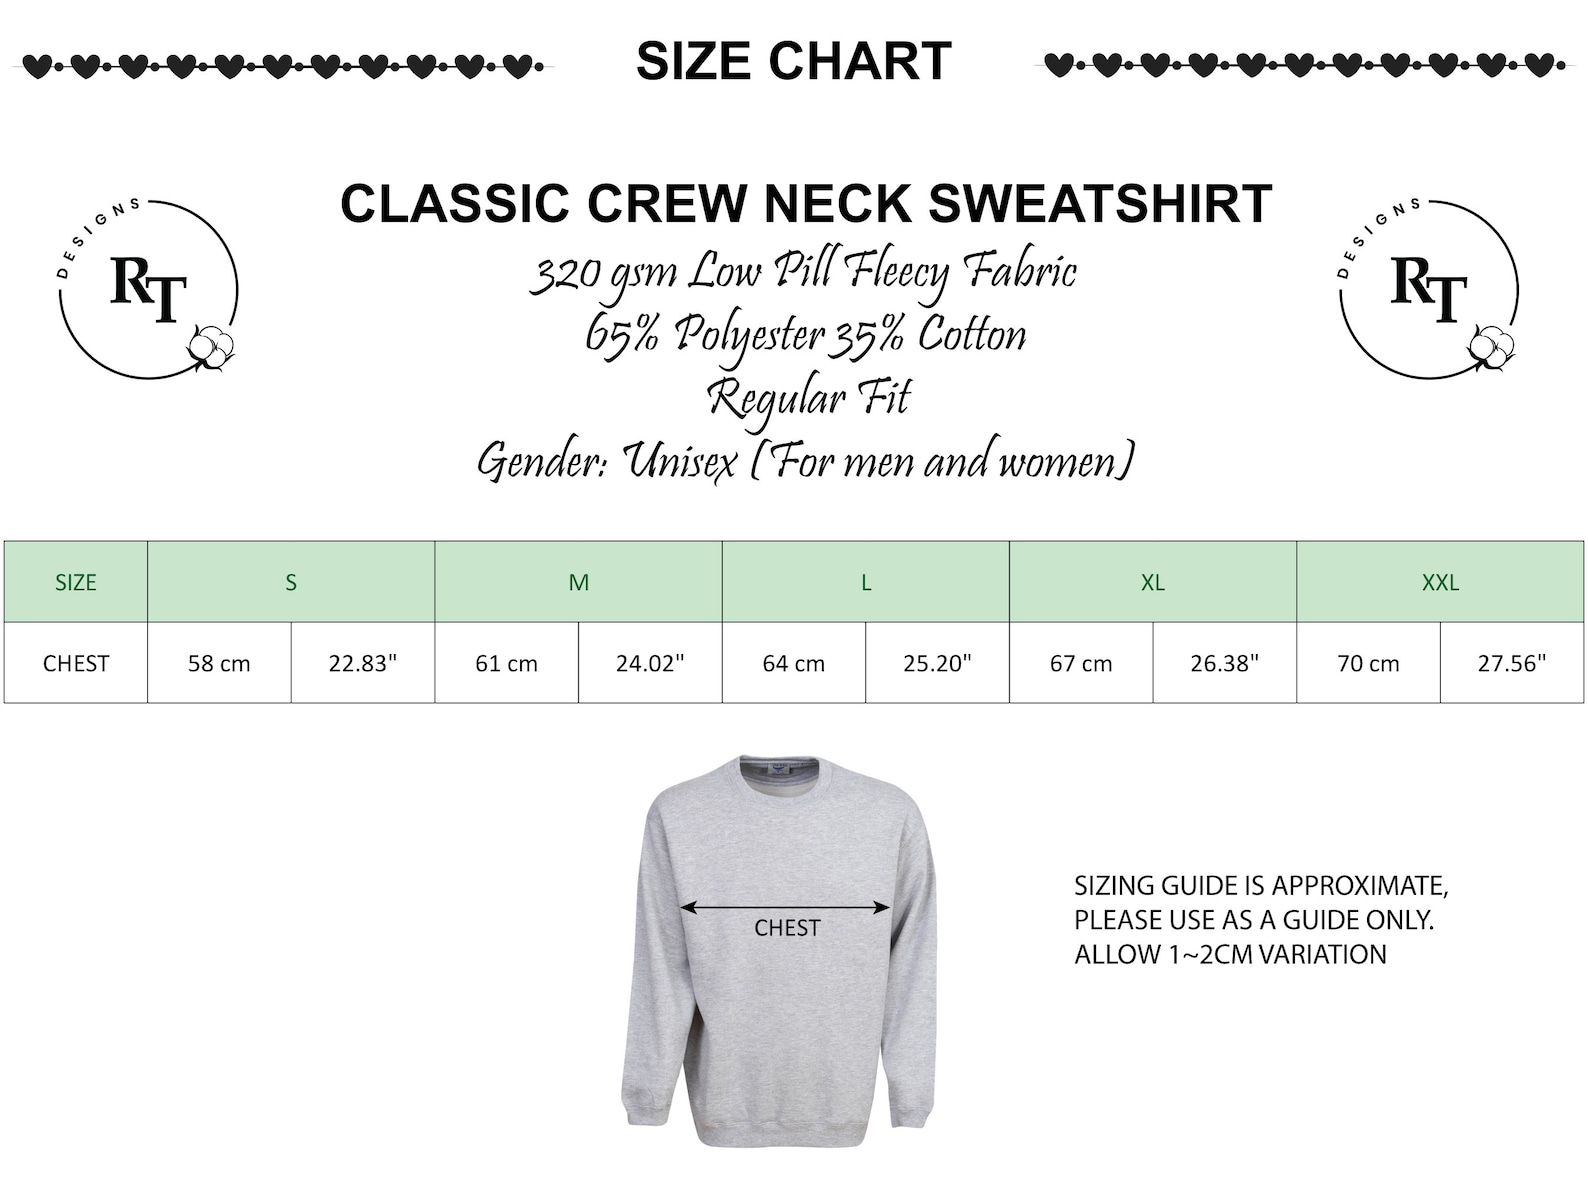 SIZE CHART
CLASSIC CREW NECK SWEATSHIRT
DESIGNS
RT
320 gsm Low Pill Fleecy Fabric
65% Polyester 35% Cotton
Regular Fit
Gender: Unisex (For men and women)
DESIGNS
RT
SIZE S M L XL XXL
CHEST 58 cm 22.83" 61 cm 24.02" 64 cm 25.20" 67 cm 26.38" 70 cm 27.56"
CHEST
SIZING GUIDE IS APPROXIMATE,
PLEASE USE AS A GUIDE ONLY.
ALLOW 1~2CM VARIATION